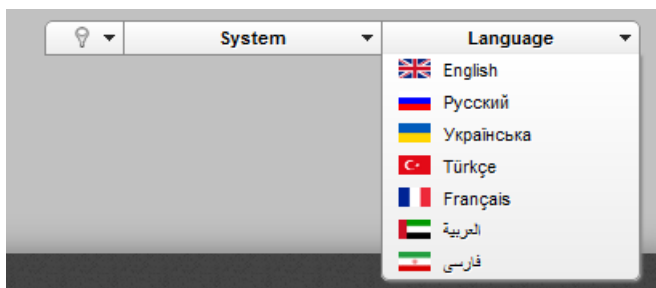 System
Language
English
Русский
Українська
Türkçe
Français
العربية
فارسی